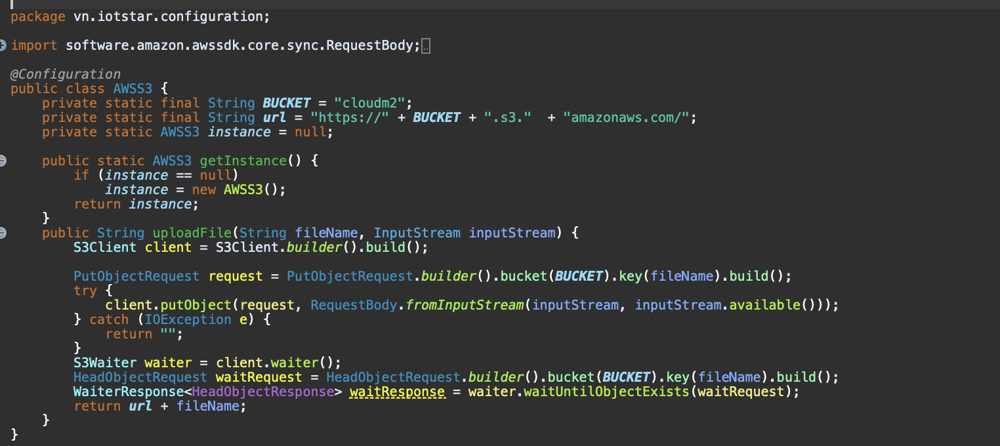 package vn.iotstar.configuration;
import software.amazon.awssdk.core.sync.RequestBody;
@Configuration
public class AWSS3 {
    private static final String BUCKET = "cloudm2";
    private static final String url = "https://" + BUCKET + ".s3."  + "amazonaws.com/";
    private static AWSS3 instance = null;
    public static AWSS3 getInstance() {
        if (instance == null)
            instance = new AWSS3();
        return instance;
    }
    public String uploadFile(String fileName, InputStream inputStream) {
        S3Client client = S3Client.builder().build();
        PutObjectRequest request = PutObjectRequest.builder().bucket(BUCKET).key(fileName).build();
        try {
            client.putObject(request, RequestBody.fromInputStream(inputStream, inputStream.available()));
        } catch (IOException e) {
            return "";
        }
        S3Waiter waiter = client.waiter();
        HeadObjectRequest waitRequest = HeadObjectRequest.builder().bucket(BUCKET).key(fileName).build();
        WaiterResponse<HeadObjectResponse> waitResponse = waiter.waitUntilObjectExists(waitRequest);
        return url + fileName;
    }
}